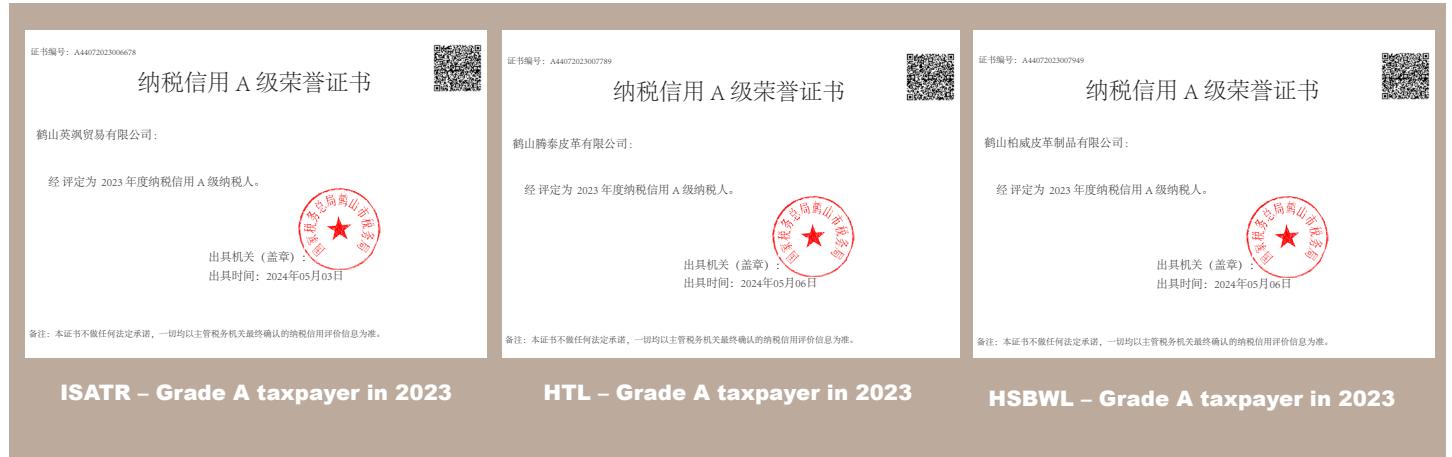 证书编号：A44072023006678
纳税信用 A 级荣誉证书
鹤山英飒贸易有限公司：
经 评定为 2023 年度纳税信用 A 级纳税人。
国家税务总局鹤山市税务局
出具机关（盖章）：
出具时间：2024年05月03日
备注：本证书不做任何法定承诺，一切均以主管税务机关最终确认的纳税信用评价信息为准。
ISATR – Grade A taxpayer in 2023
证书编号：A44072023007789
纳税信用 A 级荣誉证书
鹤山腾泰皮革有限公司：
经 评定为 2023 年度纳税信用 A 级纳税人。
国家税务总局鹤山市税务局
出具机关（盖章）：
出具时间：2024年05月06日
备注：本证书不做任何法定承诺，一切均以主管税务机关最终确认的纳税信用评价信息为准。
HTL – Grade A taxpayer in 2023
证书编号：A44072023007949
纳税信用 A 级荣誉证书
鹤山柏威皮革制品有限公司：
经 评定为 2023 年度纳税信用 A 级纳税人。
国家税务总局鹤山市税务局
出具机关（盖章）：
出具时间：2024年05月06日
备注：本证书不做任何法定承诺，一切均以主管税务机关最终确认的纳税信用评价信息为准。
HSBWL – Grade A taxpayer in 2023